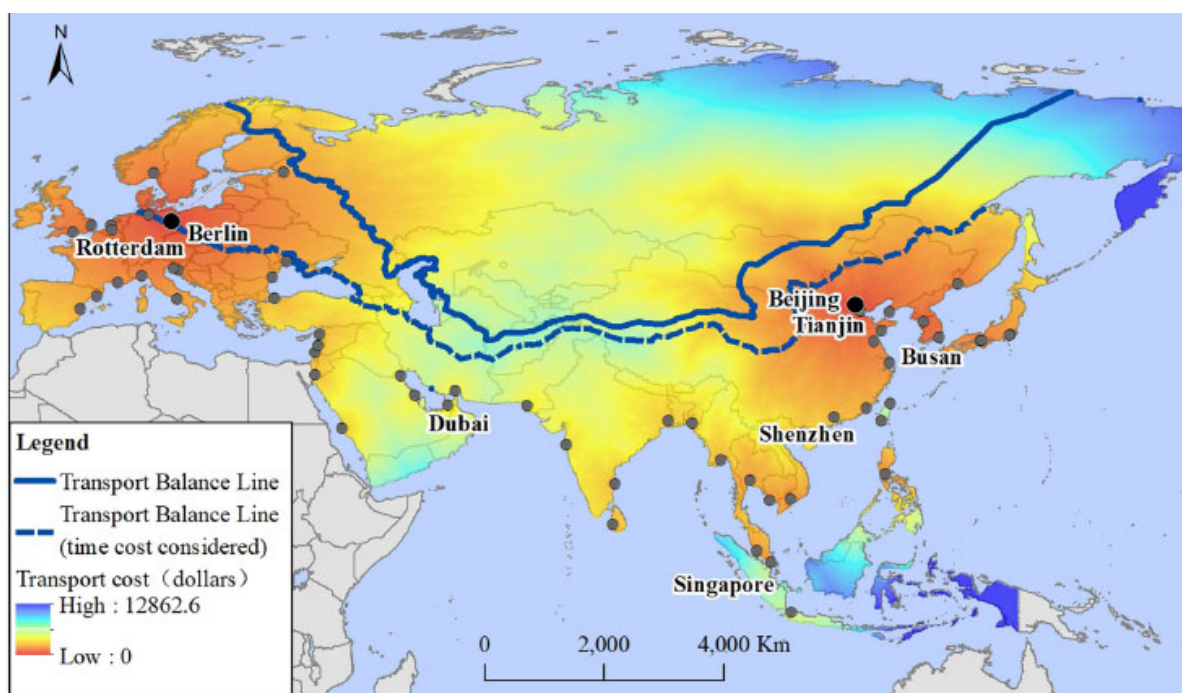 N
Rotterdam
Berlin
Beijing
Tianjin
Busan
Dubai
Shenzhen
Singapore
Legend
Transport Balance Line
Transport Balance Line
(time cost considered)
Transport cost（dollars）
High : 12862.6
Low : 0
0 2,000 4,000 Km